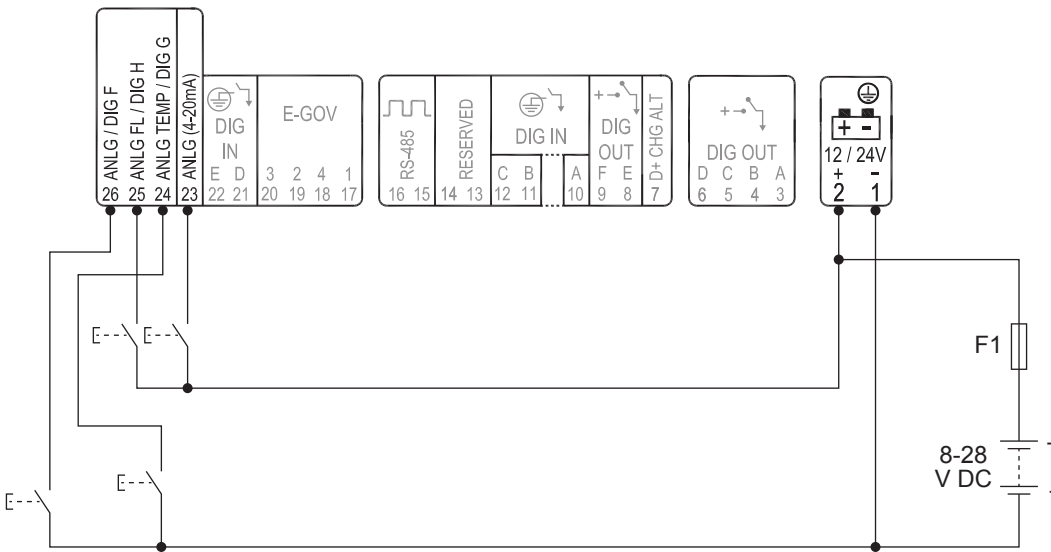 ANLG / DIG F
26
ANLG FL / DIG H
25
ANLG TEMP / DIG G
24
ANLG (4-20mA)
23
DIG
IN
E D
22 21
E-GOV
3 2 4 1
20 19 18 17
RS-485
16 15
RESERVED
14 13
DIG IN
C B A
12 11 10
+
DIG
OUT
F E
9 8
D+ CHG ALT
7
+
DIG OUT
D C B A
6 5 4 3
+ -
12 / 24V
+ -
2 1
F1
8-28
V DC